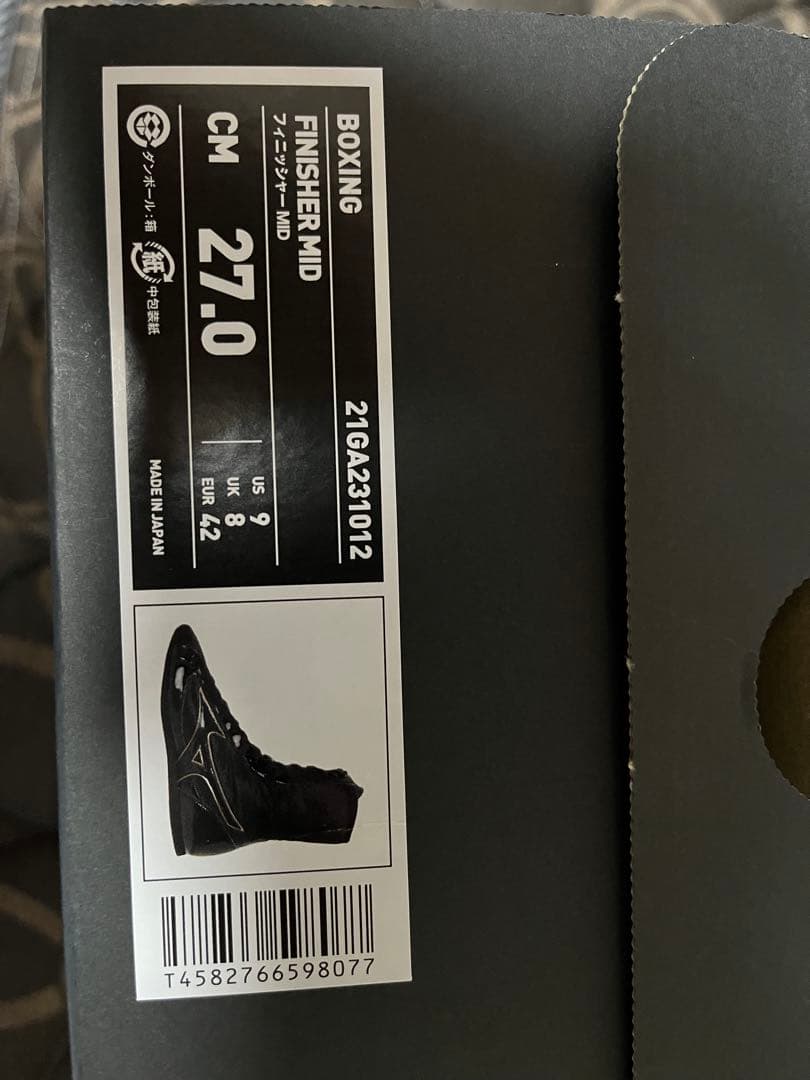 BOXING 21GA231012
FINISHER MID
フィニッシャー MID
CM 27.0
US 9
UK 8
EUR 42
ダンボール:箱 紙 中包装紙 MADE IN JAPAN
T4582766598077